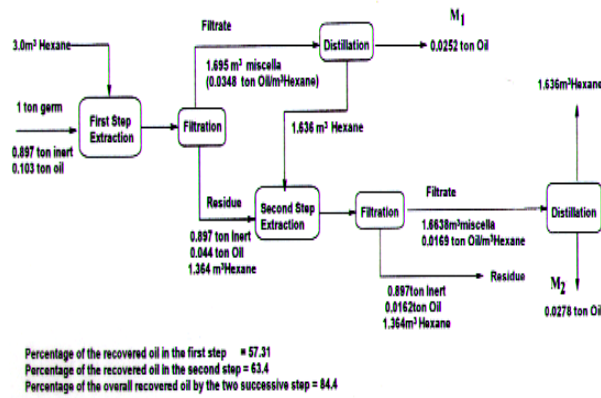 M1
Filtrate
3.0m³ Hexane
Distillation
0.0252 ton Oil
1.695 m³ miscella
(0.0348 ton Oil/m³Hexane)
1.636m³Hexane
1 ton germ
First Step
Extraction
Filtration
0.897 ton inert
0.103 ton oil
1.636 m³ Hexane
Residue
Second Step
Extraction
Filtration
Filtrate
Distillation
0.897 ton Inert
0.044 ton Oil
1.364 m³Hexane
1.6638m³miscella
0.0169 ton Oil/m³Hexane
Residue
0.897ton Inert
0.0162ton Oil
1.364m³ Hexane
M2
0.0278 ton Oil
Percentage of the recovered oil in the first step = 57.31
Percentage of the recovered oil in the second step = 63.4
Percentage of the overall recovered oil by the two successive step = 84.4